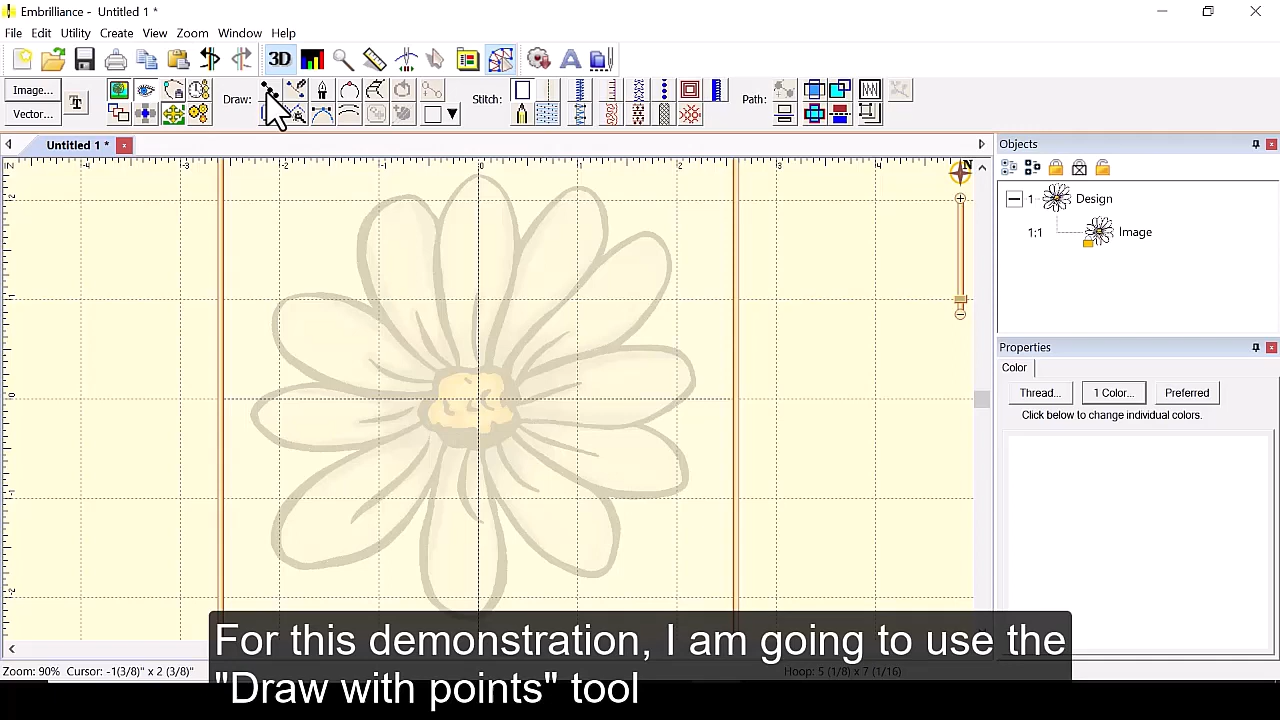 Embrilliance - Untitled 1 *
File Edit Utility Create View Zoom Window Help
3D
Image...
Vector...
Draw:
Stitch:
Path:
Untitled 1 *
Objects
1 Design
1:1 Image
Properties
Color
Thread... 1 Color... Preferred
Click below to change individual colors.
For this demonstration, I am going to use the
"Draw with points" tool
Zoom: 90% Cursor: -1(3/8)" x 2 (3/8)"
Hoop: 5 (1/8) x 7 (1/16)